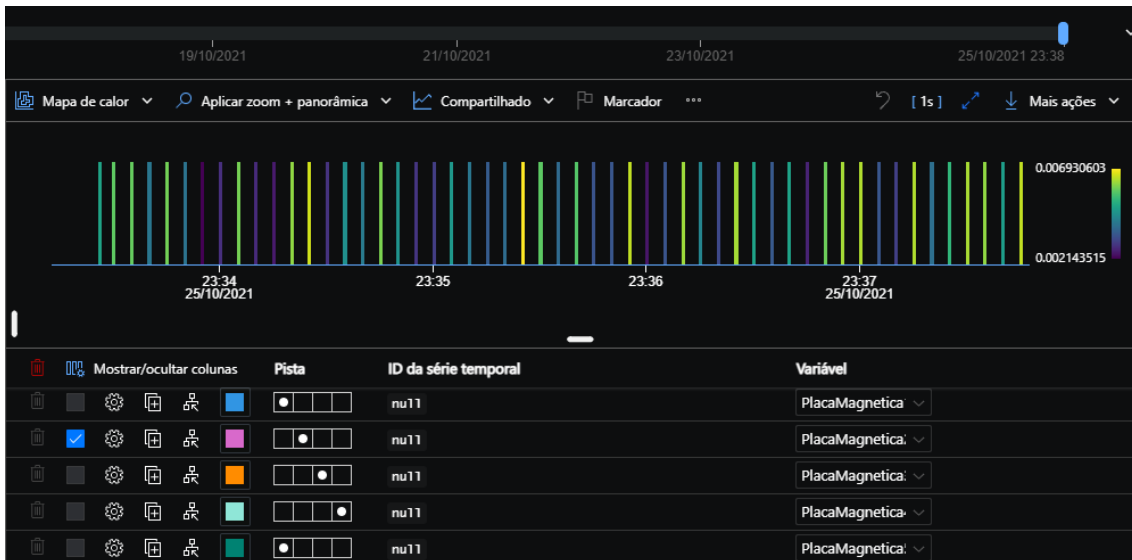 19/10/2021 21/10/2021 23/10/2021 25/10/2021 23:38
Mapa de calor Aplicar zoom + panorâmica Compartilhado Marcador ... [ 1s ] Mais ações
0.006930603
0.002143515
23:34 23:35 23:36 23:37
25/10/2021 25/10/2021
Mostrar/ocultar colunas Pista ID da série temporal Variável
null PlacaMagnetica
null PlacaMagnetica
null PlacaMagnetica
null PlacaMagnetica
null PlacaMagnetica